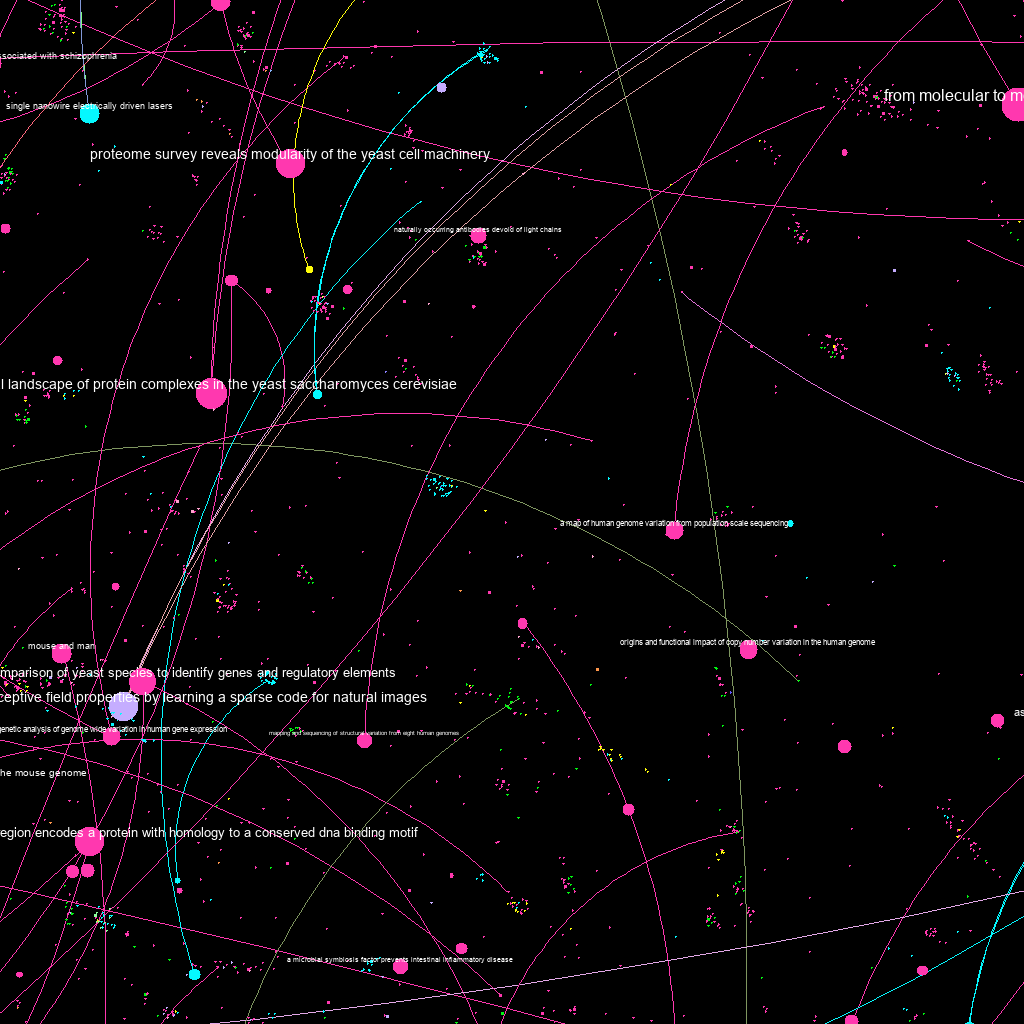 sociated with schizophrenia
from molecular to m
single nanowire electrically driven lasers
proteome survey reveals modularity of the yeast cell machinery
naturally occurring antibodies devoid of light chains
l landscape of protein complexes in the yeast saccharomyces cerevisiae
a map of human genome variation from population scale sequencing
origins and functional impact of copy number variation in the human genome
mouse and man
mparison of yeast species to identify genes and regulatory elements
ceptive field properties by learning a sparse code for natural images
as
genetic analysis of genome wide variation in human gene expression
mapping and sequencing of structural variation from eight human genomes
he mouse genome
region encodes a protein with homology to a conserved dna binding motif
a microbial symbiosis factor prevents intestinal inflammatory disease